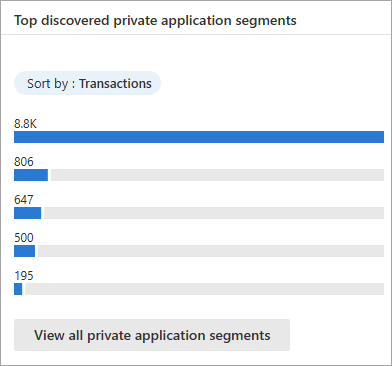 Top discovered private application segments
Sort by : Transactions
8.8K
806
647
500
195
View all private application segments